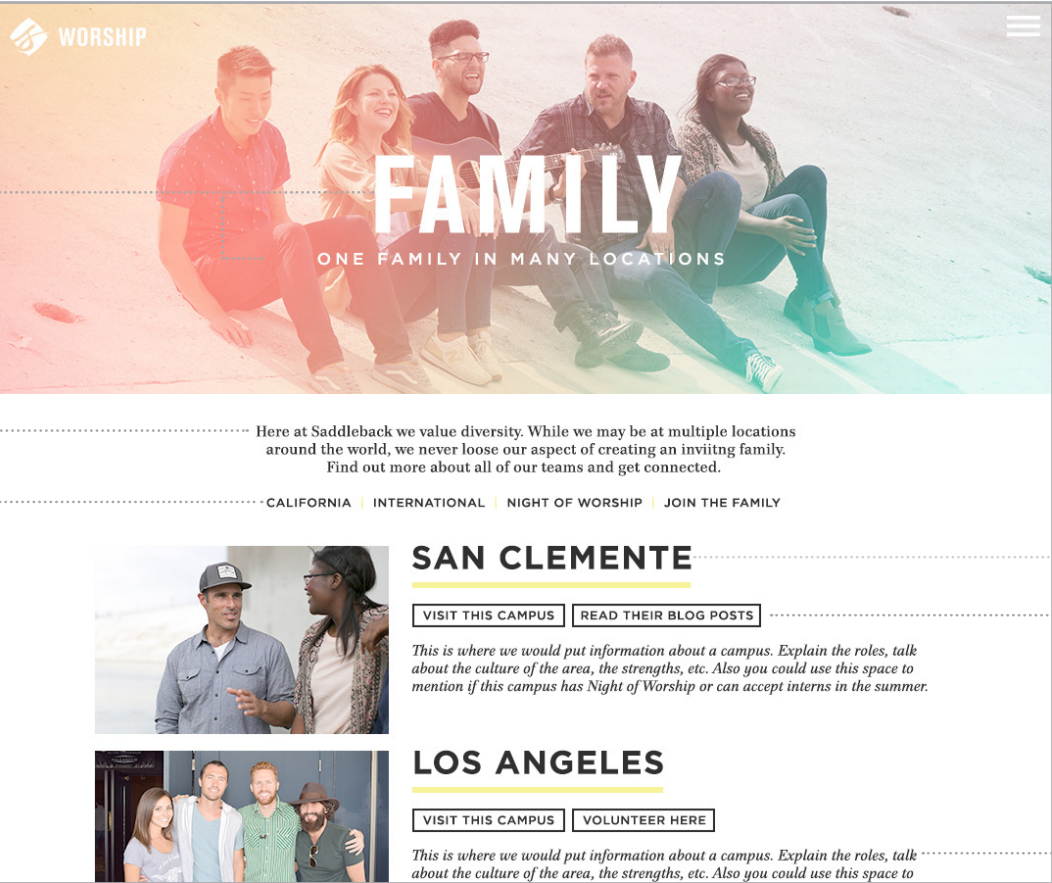 WORSHIP
FAMILY
ONE FAMILY IN MANY LOCATIONS
Here at Saddleback we value diversity. While we may be at multiple locations
around the world, we never loose our aspect of creating an inviitng family.
Find out more about all of our teams and get connected.
CALIFORNIA | INTERNATIONAL | NIGHT OF WORSHIP | JOIN THE FAMILY
SAN CLEMENTE
VISIT THIS CAMPUS READ THEIR BLOG POSTS
This is where we would put information about a campus. Explain the roles, talk
about the culture of the area, the strengths, etc. Also you could use this space to
mention if this campus has Night of Worship or can accept interns in the summer.
LOS ANGELES
VISIT THIS CAMPUS VOLUNTEER HERE
This is where we would put information about a campus. Explain the roles, talk
about the culture of the area, the strengths, etc. Also you could use this space to